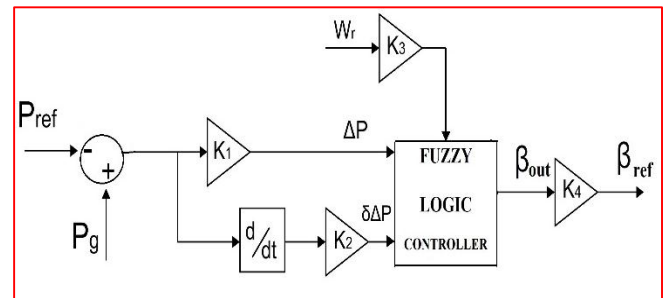 Wr
K3
Pref
-
+
Pg
K1
ΔP
d/dt
K2
δΔP
FUZZY
LOGIC
CONTROLLER
βout
K4
βref